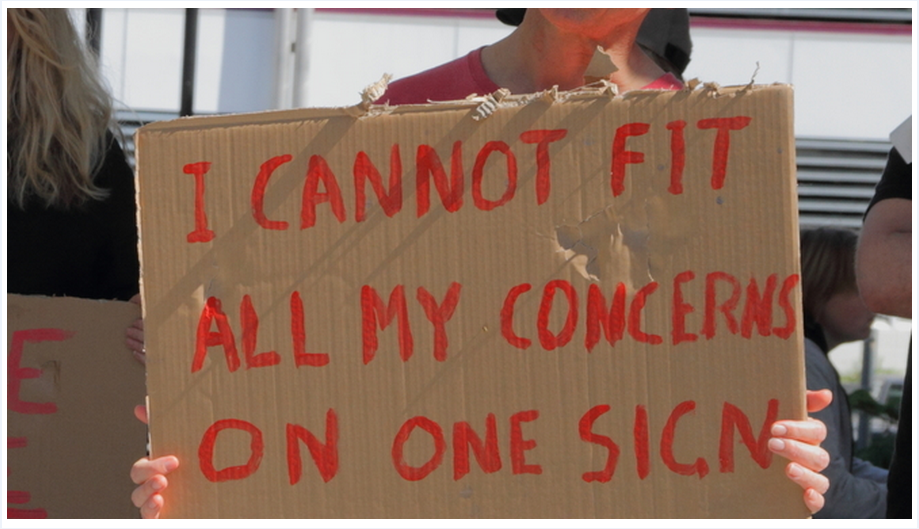 I CANNOT FIT
ALL MY CONCERNS
ON ONE SIGN